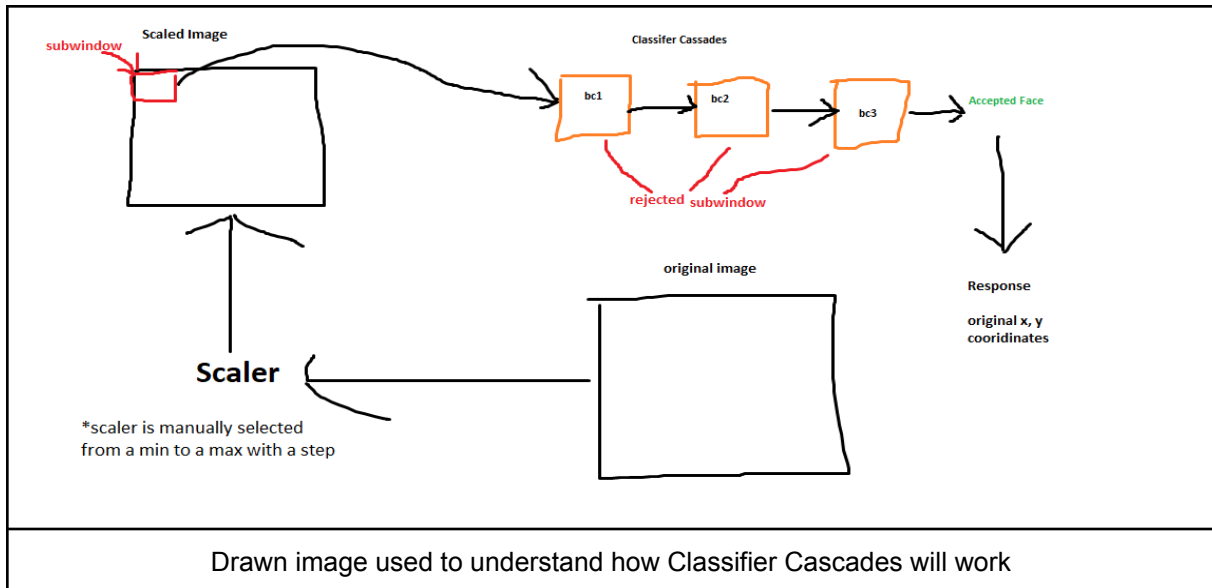 Scaled Image
subwindow
Classifer Cassades
bc1
bc2
bc3
Accepted Face
rejected subwindow
original image
Response
original x, y
cooridinates
Scaler
*scaler is manually selected
from a min to a max with a step
Drawn image used to understand how Classifier Cascades will work